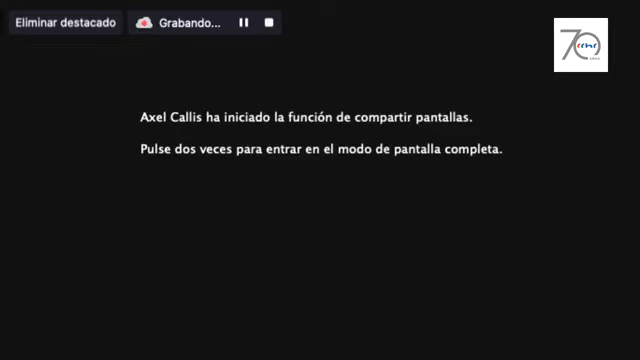 Eliminar destacado
Grabando...
70
Axel Callis ha iniciado la función de compartir pantallas.
Pulse dos veces para entrar en el modo de pantalla completa.